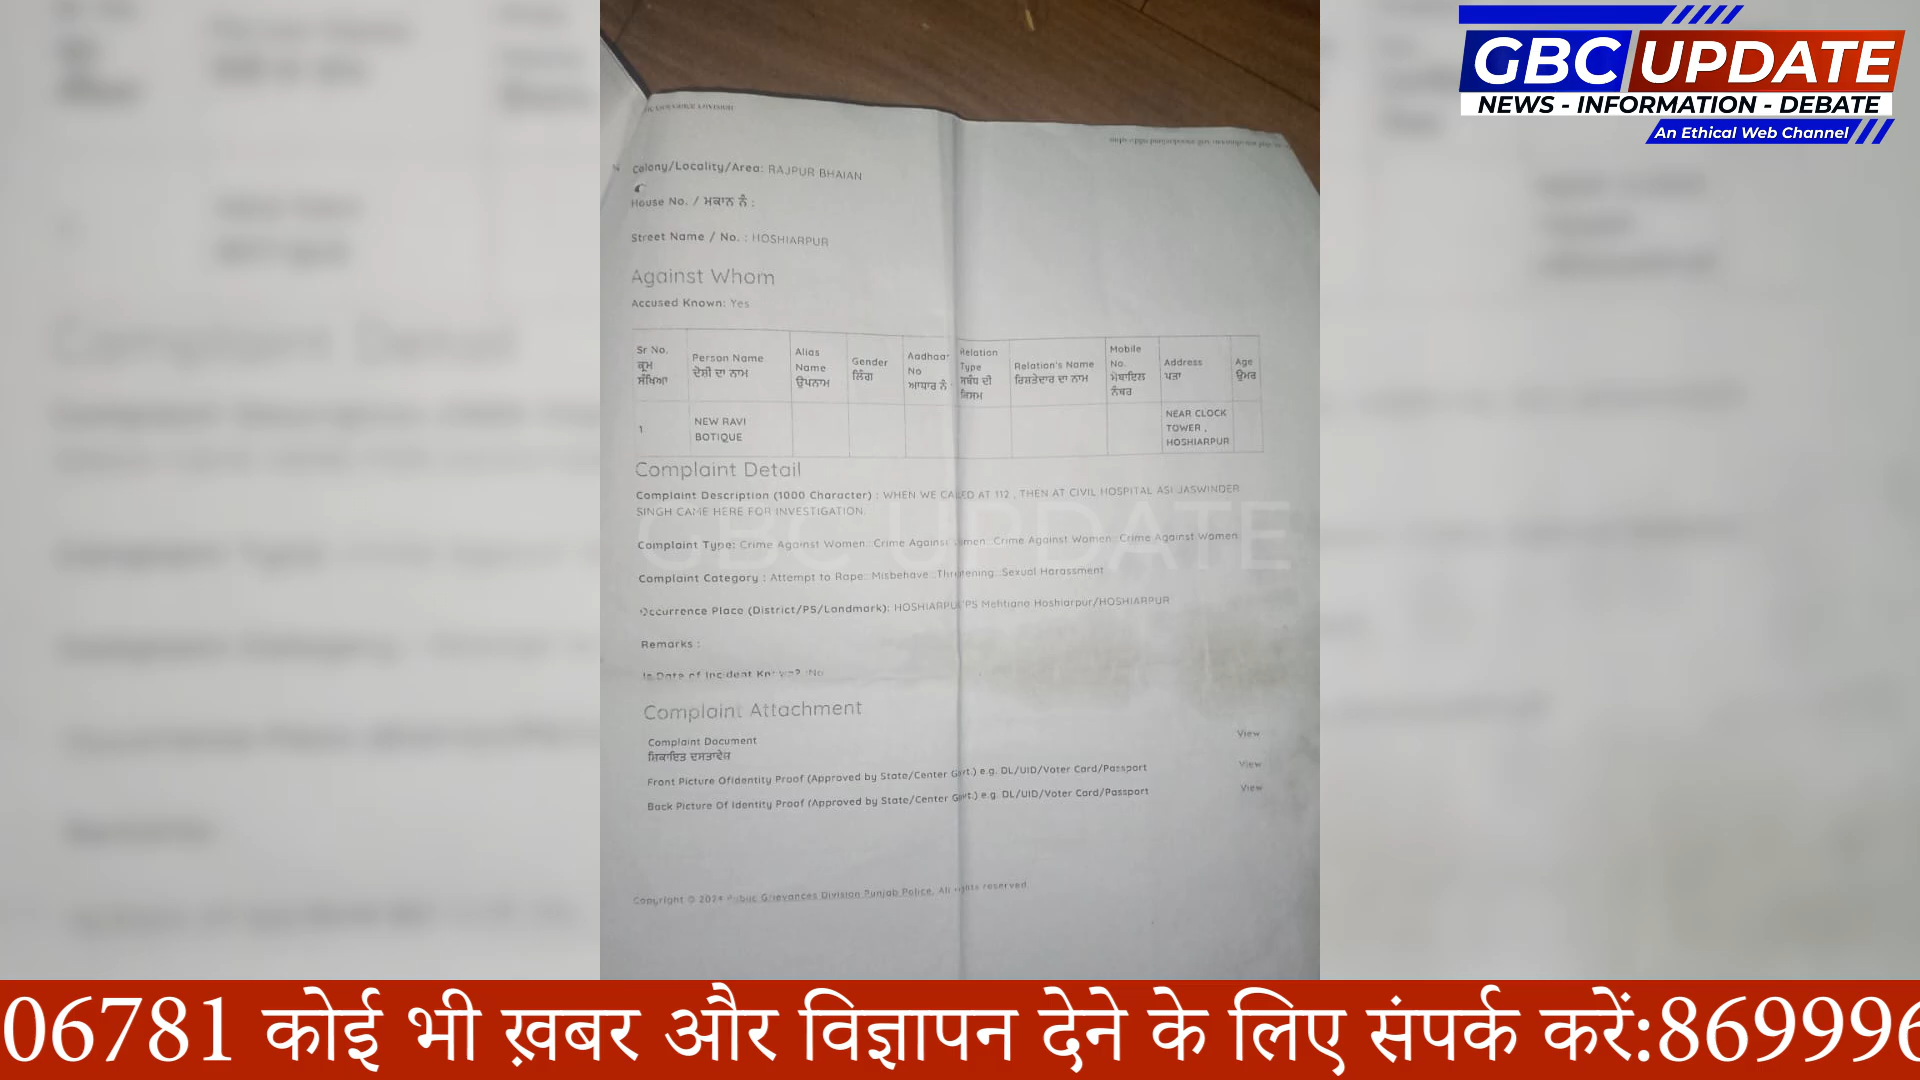 GBC UPDATE
NEWS - INFORMATION - DEBATE
An Ethical Web Channel
Colony/Locality/Area: RAJPUR BHAIAN
House No. / ਮਕਾਨ ਨੰ :
Street Name / No. : HOSHIARPUR
Against Whom
Accused Known: Yes
Sr No. ਕ੍ਰਮ ਸੰਖਿਆ Person Name ਦੋਸ਼ੀ ਦਾ ਨਾਮ Alias Name ਉਪਨਾਮ Gender ਲਿੰਗ Aadhaar No ਆਧਾਰ ਨੰ Relation Type ਸਬੰਧ ਦੀ ਕਿਸਮ Relation's Name ਰਿਸ਼ਤੇਦਾਰ ਦਾ ਨਾਮ Mobile No. ਮੋਬਾਇਲ ਨੰਬਰ Address ਪਤਾ Age ਉਮਰ
1 NEW RAVI BOTIQUE NEAR CLOCK TOWER , HOSHIARPUR
Complaint Detail
Complaint Description (1000 Character) : WHEN WE CALLED AT 112 , THEN AT CIVIL HOSPITAL ASI JASWINDER
SINGH CAME HERE FOR INVESTIGATION.
GBC UPDATE
Complaint Type: Crime Against Women:: Crime Against Women:: Crime Against Women:: Crime Against Women
Complaint Category : Attempt to Rape:: Misbehave ::Threatening::Sexual Harassment
Occurrence Place (District/PS/Landmark): HOSHIARPUR/PS Mehtiana Hoshiarpur/HOSHIARPUR
Remarks :
Is Date of Incident Known? :No
Complaint Attachment
Complaint Document View
ਸ਼ਿਕਾਇਤ ਦਸਤਾਵੇਜ਼
Front Picture OfIdentity Proof (Approved by State/Center Govt.) e.g. DL/UID/Voter Card/Passport View
Back Picture Of Identity Proof (Approved by State/Center Govt.) e.g. DL/UID/Voter Card/Passport View
Copyright © 2024 Public Grievances Division Punjab Police. All rights reserved.
06781 कोई भी ख़बर और विज्ञापन देने के लिए संपर्क करें:869996